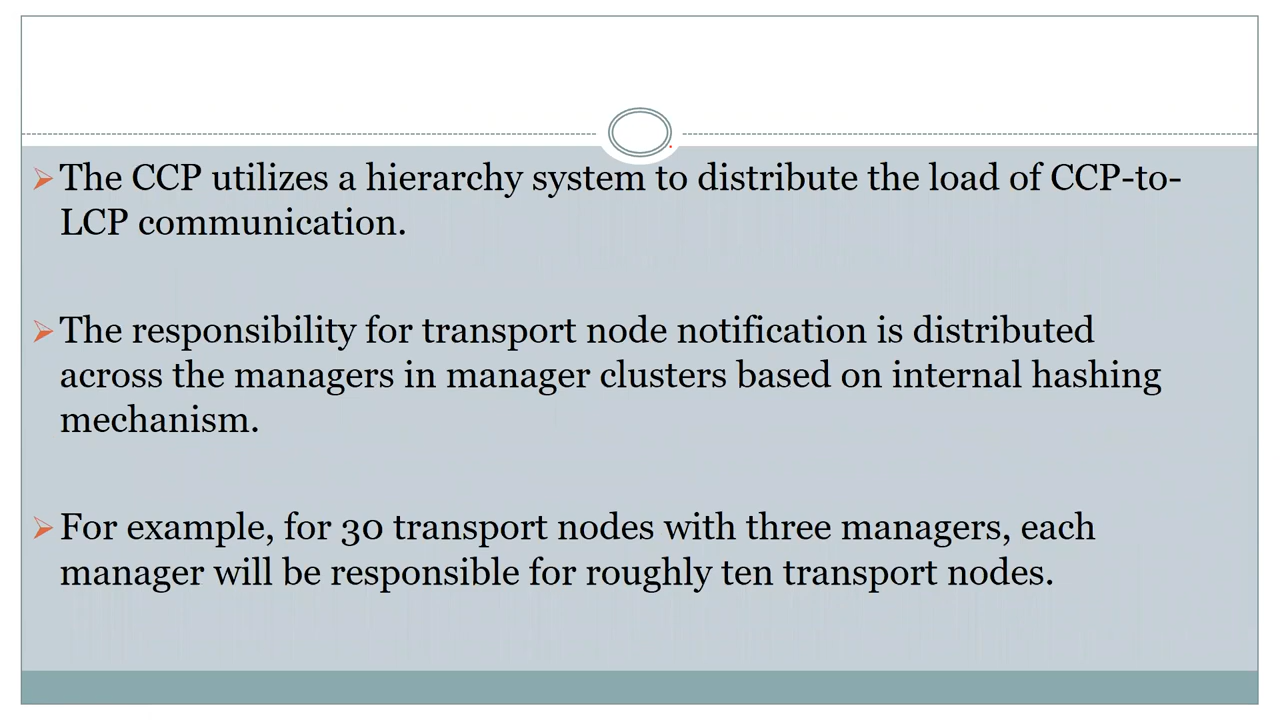 The CCP utilizes a hierarchy system to distribute the load of CCP-to-
LCP communication.
The responsibility for transport node notification is distributed
across the managers in manager clusters based on internal hashing
mechanism.
For example, for 30 transport nodes with three managers, each
manager will be responsible for roughly ten transport nodes.